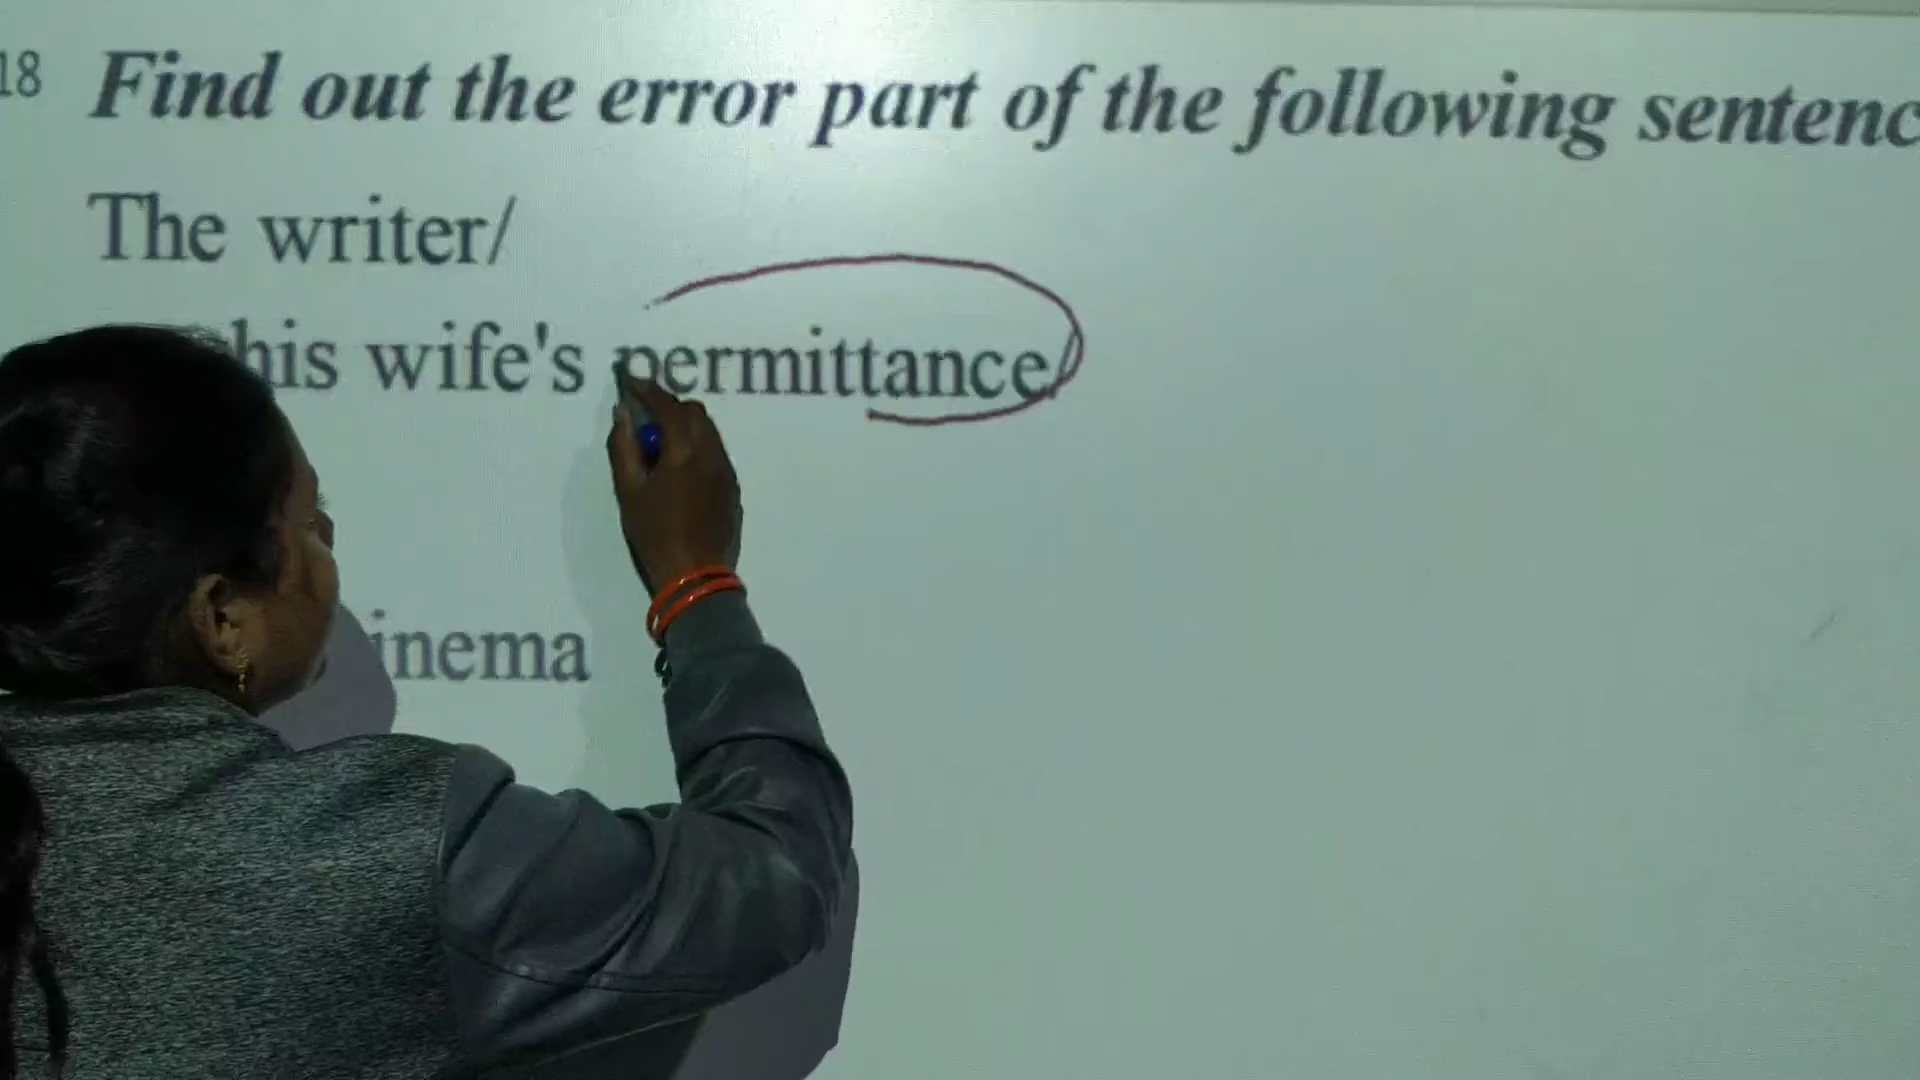 18 Find out the error part of the following sentenc
The writer/
his wife's permittance/
inema